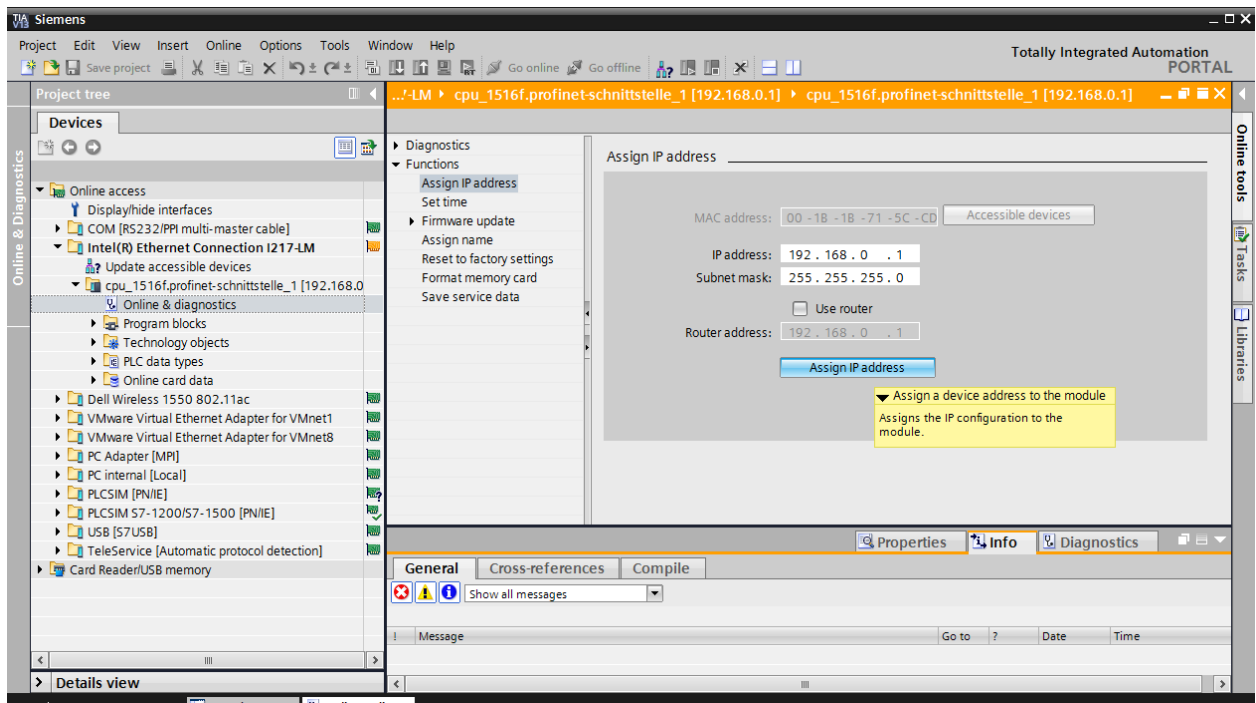 TIA V13 Siemens
Project Edit View Insert Online Options Tools Window Help
Totally Integrated Automation
PORTAL
Save project
Go online
Go offline
Project tree
...'-LM cpu_1516f.profinet-schnittstelle_1 [192.168.0.1] cpu_1516f.profinet-schnittstelle_1 [192.168.0.1]
Devices
Online & Diagnostics
Online access
Display/hide interfaces
COM [RS232/PPI multi-master cable]
Intel(R) Ethernet Connection I217-LM
Update accessible devices
cpu_1516f.profinet-schnittstelle_1 [192.168.0
Online & diagnostics
Program blocks
Technology objects
PLC data types
Online card data
Dell Wireless 1550 802.11ac
VMware Virtual Ethernet Adapter for VMnet1
VMware Virtual Ethernet Adapter for VMnet8
PC Adapter [MPI]
PC internal [Local]
PLCSIM [PN/IE]
PLCSIM S7-1200/S7-1500 [PN/IE]
USB [S7USB]
TeleService [Automatic protocol detection]
Card Reader/USB memory
Details view
Diagnostics
Functions
Assign IP address
Set time
Firmware update
Assign name
Reset to factory settings
Format memory card
Save service data
Assign IP address
MAC address: 00 -1B -1B -71 -5C -CD Accessible devices
IP address: 192 . 168 . 0 . 1
Subnet mask: 255 . 255 . 255 . 0
Use router
Router address: 192 . 168 . 0 . 1
Assign IP address
Assign a device address to the module
Assigns the IP configuration to the
module.
Properties Info Diagnostics
General Cross-references Compile
Show all messages
! Message Go to ? Date Time
Online tools
Tasks
Libraries